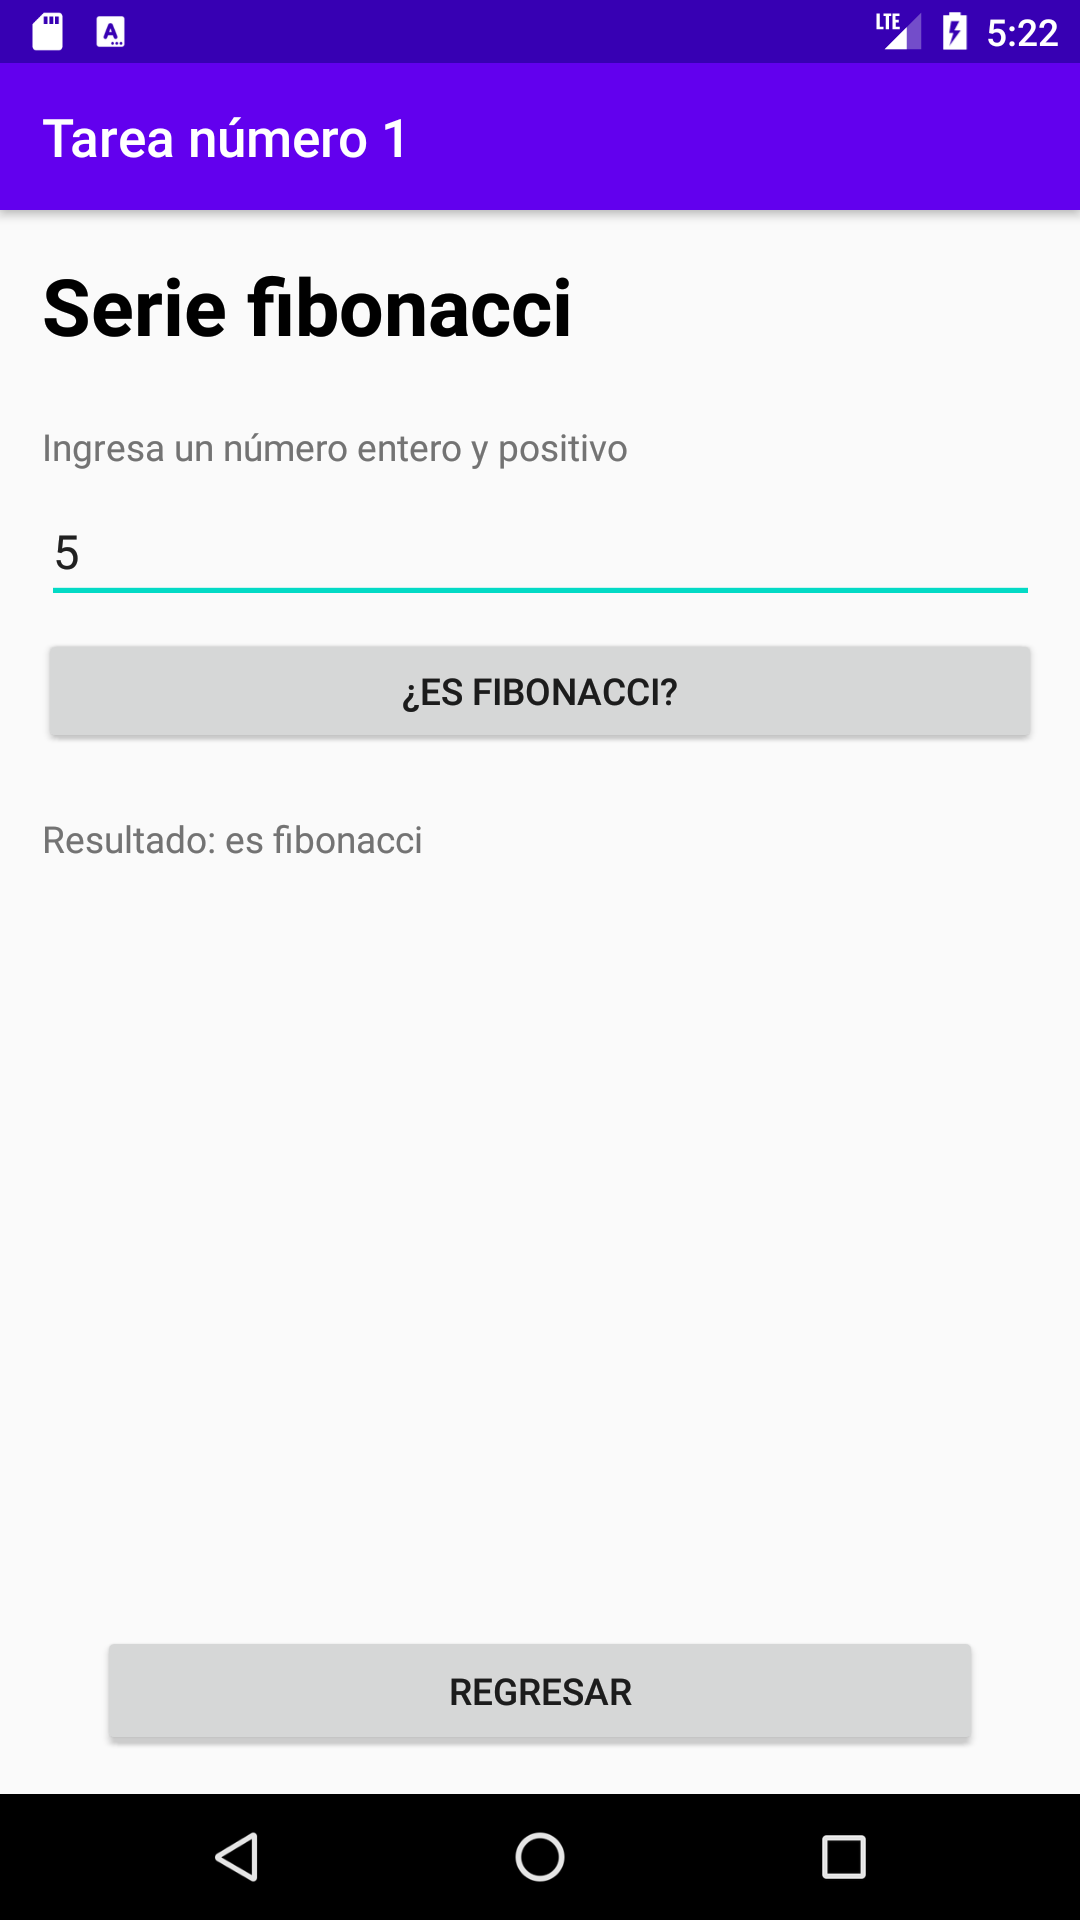 LTE 5:22
Tarea número 1
Serie fibonacci
Ingresa un número entero y positivo
5
¿ES FIBONACCI?
Resultado: es fibonacci
REGRESAR